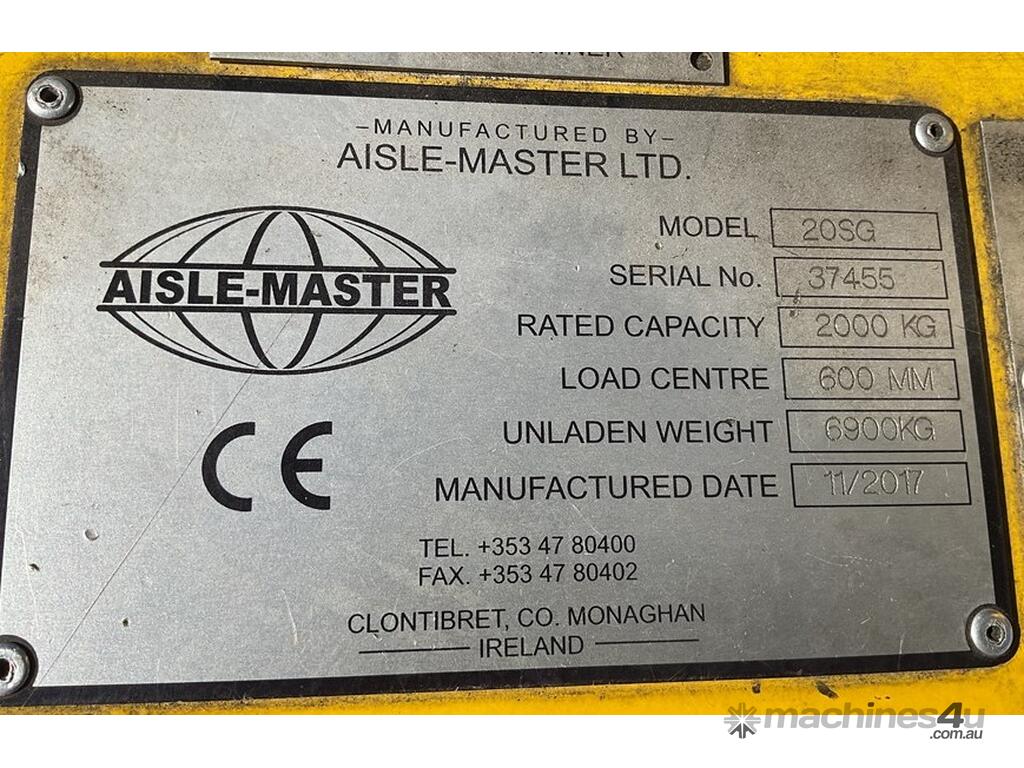 –MANUFACTURED BY–
AISLE-MASTER LTD.
AISLE-MASTER
CE
MODEL 20SG
SERIAL No. 37455
RATED CAPACITY 2000 KG
LOAD CENTRE 600 MM
UNLADEN WEIGHT 6900KG
MANUFACTURED DATE 11/2017
TEL. +353 47 80400
FAX. +353 47 80402
CLONTIBRET, CO. MONAGHAN
IRELAND
machines4u
.com.au